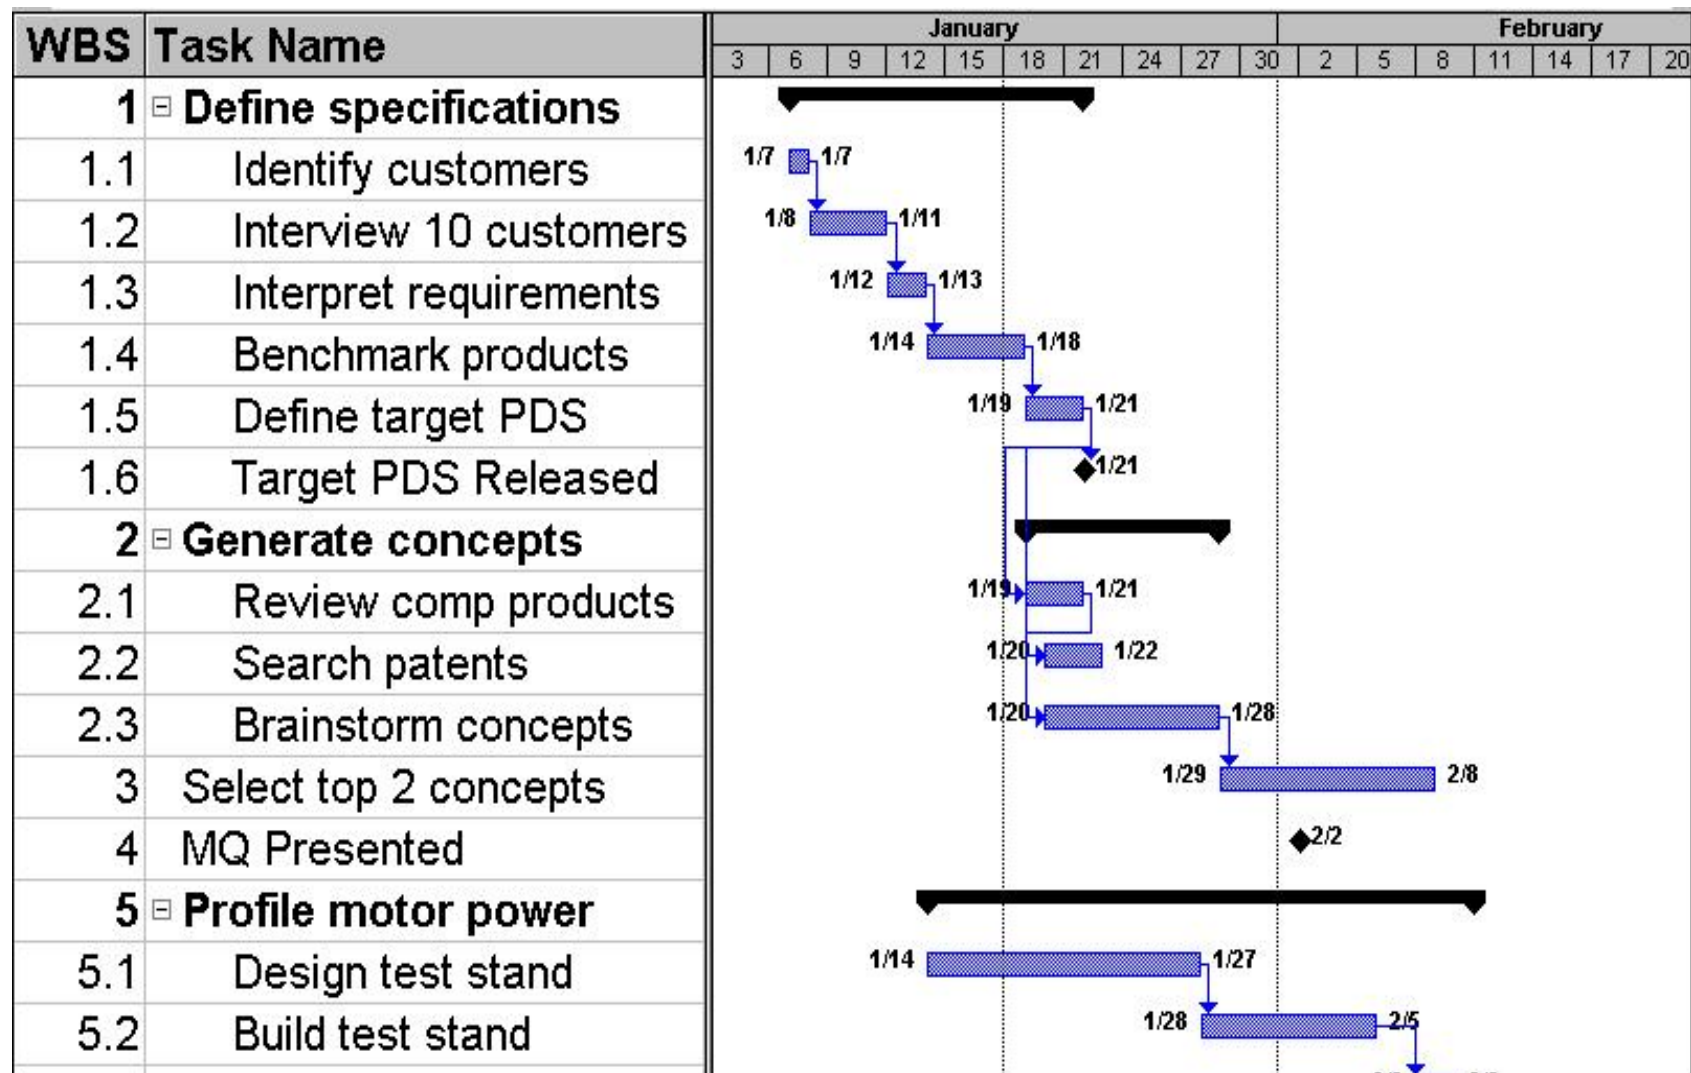 WBS Task Name January February
3 6 9 12 15 18 21 24 27 30 2 5 8 11 14 17 20
1 Define specifications
1.1 Identify customers 1/7 1/7
1.2 Interview 10 customers 1/8 1/11
1.3 Interpret requirements 1/12 1/13
1.4 Benchmark products 1/14 1/18
1.5 Define target PDS 1/19 1/21
1.6 Target PDS Released 1/21
2 Generate concepts
2.1 Review comp products 1/19 1/21
2.2 Search patents 1/20 1/22
2.3 Brainstorm concepts 1/20 1/28
3 Select top 2 concepts 1/29 2/8
4 MQ Presented 2/2
5 Profile motor power
5.1 Design test stand 1/14 1/27
5.2 Build test stand 1/28 2/5